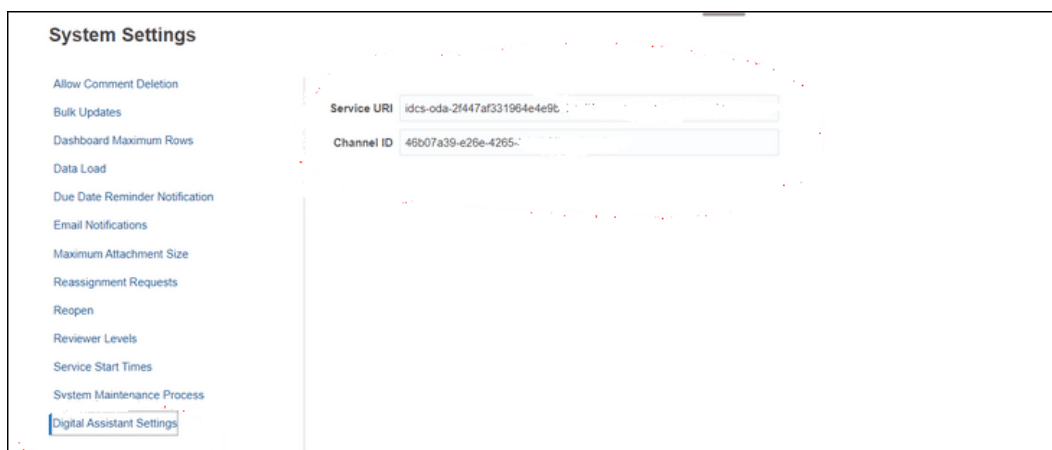 System Settings
Allow Comment Deletion
Bulk Updates
Dashboard Maximum Rows
Data Load
Due Date Reminder Notification
Email Notifications
Maximum Attachment Size
Reassignment Requests
Reopen
Reviewer Levels
Service Start Times
System Maintenance Process
Digital Assistant Settings
Service URI idcs-oda-2f447af331964e4e9b
Channel ID 46b07a39-e26e-4265-